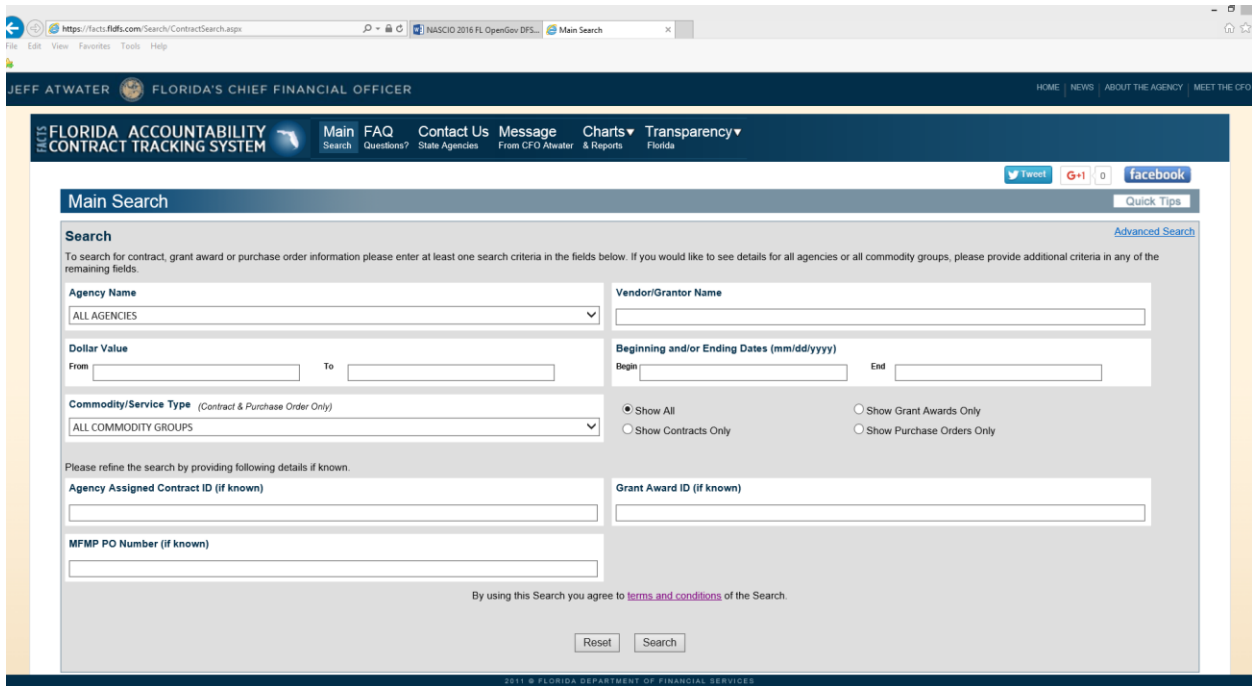 https://facts.fldfs.com/Search/ContractSearch.aspx
NASCIO 2016 FL OpenGov DFS...
Main Search
File Edit View Favorites Tools Help
JEFF ATWATER FLORIDA'S CHIEF FINANCIAL OFFICER
HOME | NEWS | ABOUT THE AGENCY | MEET THE CFO
FACTS
FLORIDA ACCOUNTABILITY
CONTRACT TRACKING SYSTEM
Main FAQ Contact Us Message Charts▾ Transparency▾
Search Questions? State Agencies From CFO Atwater & Reports Florida
Tweet G+1 0 facebook
Main Search Quick Tips
Search Advanced Search
To search for contract, grant award or purchase order information please enter at least one search criteria in the fields below. If you would like to see details for all agencies or all commodity groups, please provide additional criteria in any of the
remaining fields.
Agency Name Vendor/Grantor Name
ALL AGENCIES
Dollar Value Beginning and/or Ending Dates (mm/dd/yyyy)
From To Begin End
Commodity/Service Type (Contract & Purchase Order Only)
ALL COMMODITY GROUPS
Show All Show Grant Awards Only
Show Contracts Only Show Purchase Orders Only
Please refine the search by providing following details if known.
Agency Assigned Contract ID (if known) Grant Award ID (if known)
MFMP PO Number (if known)
By using this Search you agree to terms and conditions of the Search.
Reset Search
2011 © FLORIDA DEPARTMENT OF FINANCIAL SERVICES